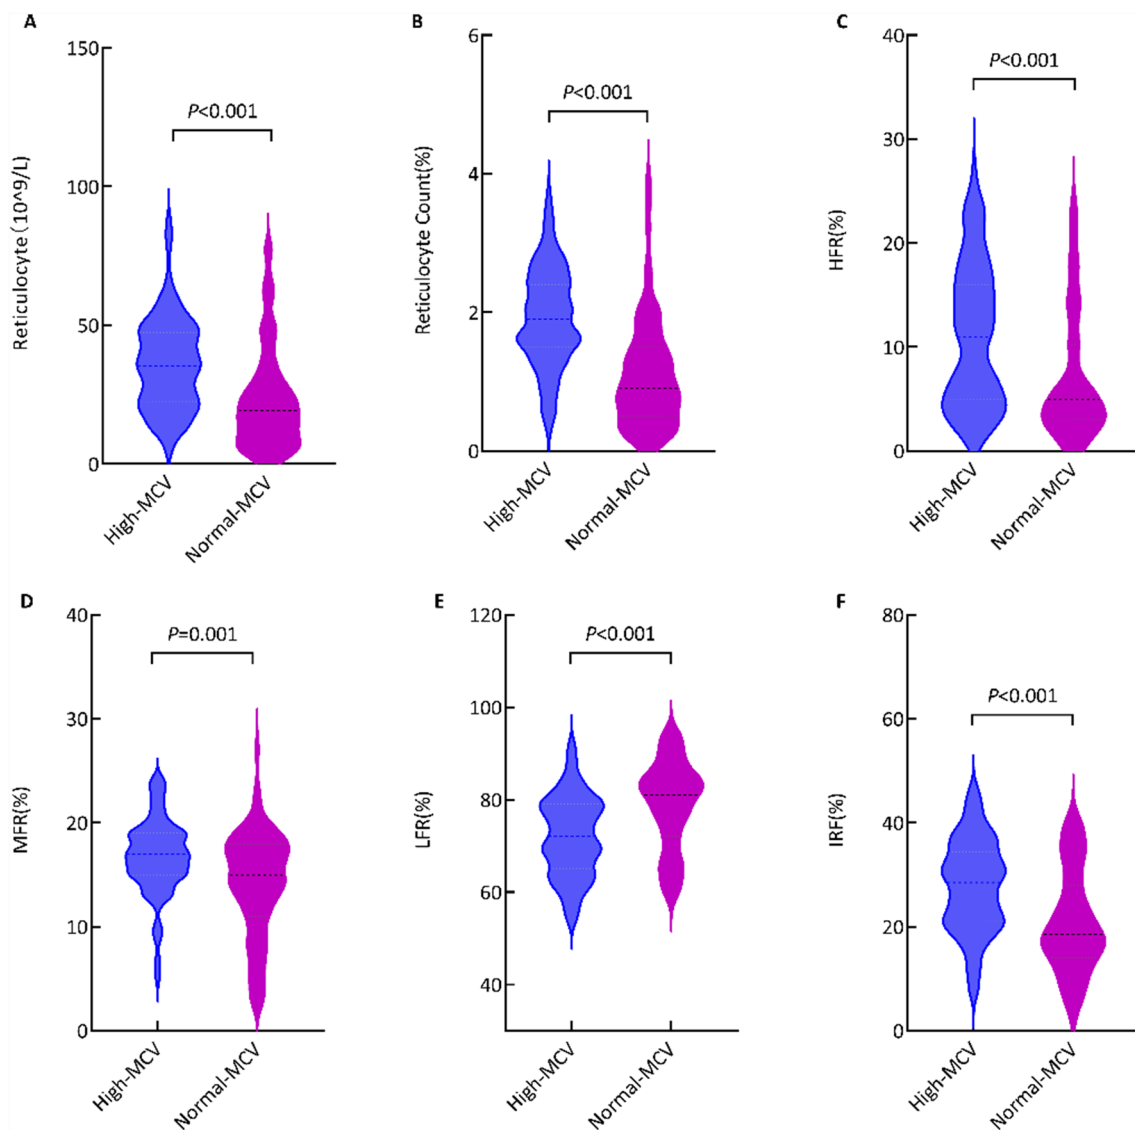 A
Reticulocyte (10^9/L)
150
100
50
0
P<0.001
High-MCV
Normal-MCV
B
Reticulocyte Count(%)
6
4
2
0
P<0.001
High-MCV
Normal-MCV
C
HFR(%)
40
30
20
10
0
P<0.001
High-MCV
Normal-MCV
D
MFR(%)
40
30
20
10
0
P=0.001
High-MCV
Normal-MCV
E
LFR(%)
120
100
80
60
40
P<0.001
High-MCV
Normal-MCV
F
IRF(%)
80
60
40
20
0
P<0.001
High-MCV
Normal-MCV